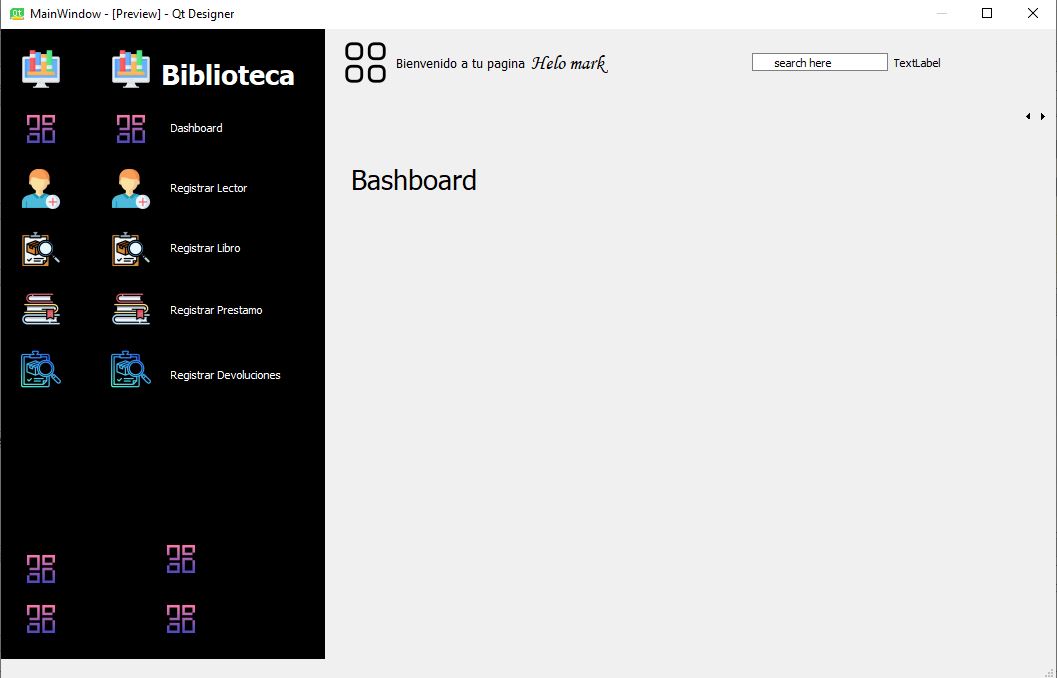 MainWindow - [Preview] - Qt Designer
Biblioteca
Dashboard
Registrar Lector
Registrar Libro
Registrar Prestamo
Registrar Devoluciones
Bienvenido a tu pagina Helo mark
search here TextLabel
Bashboard